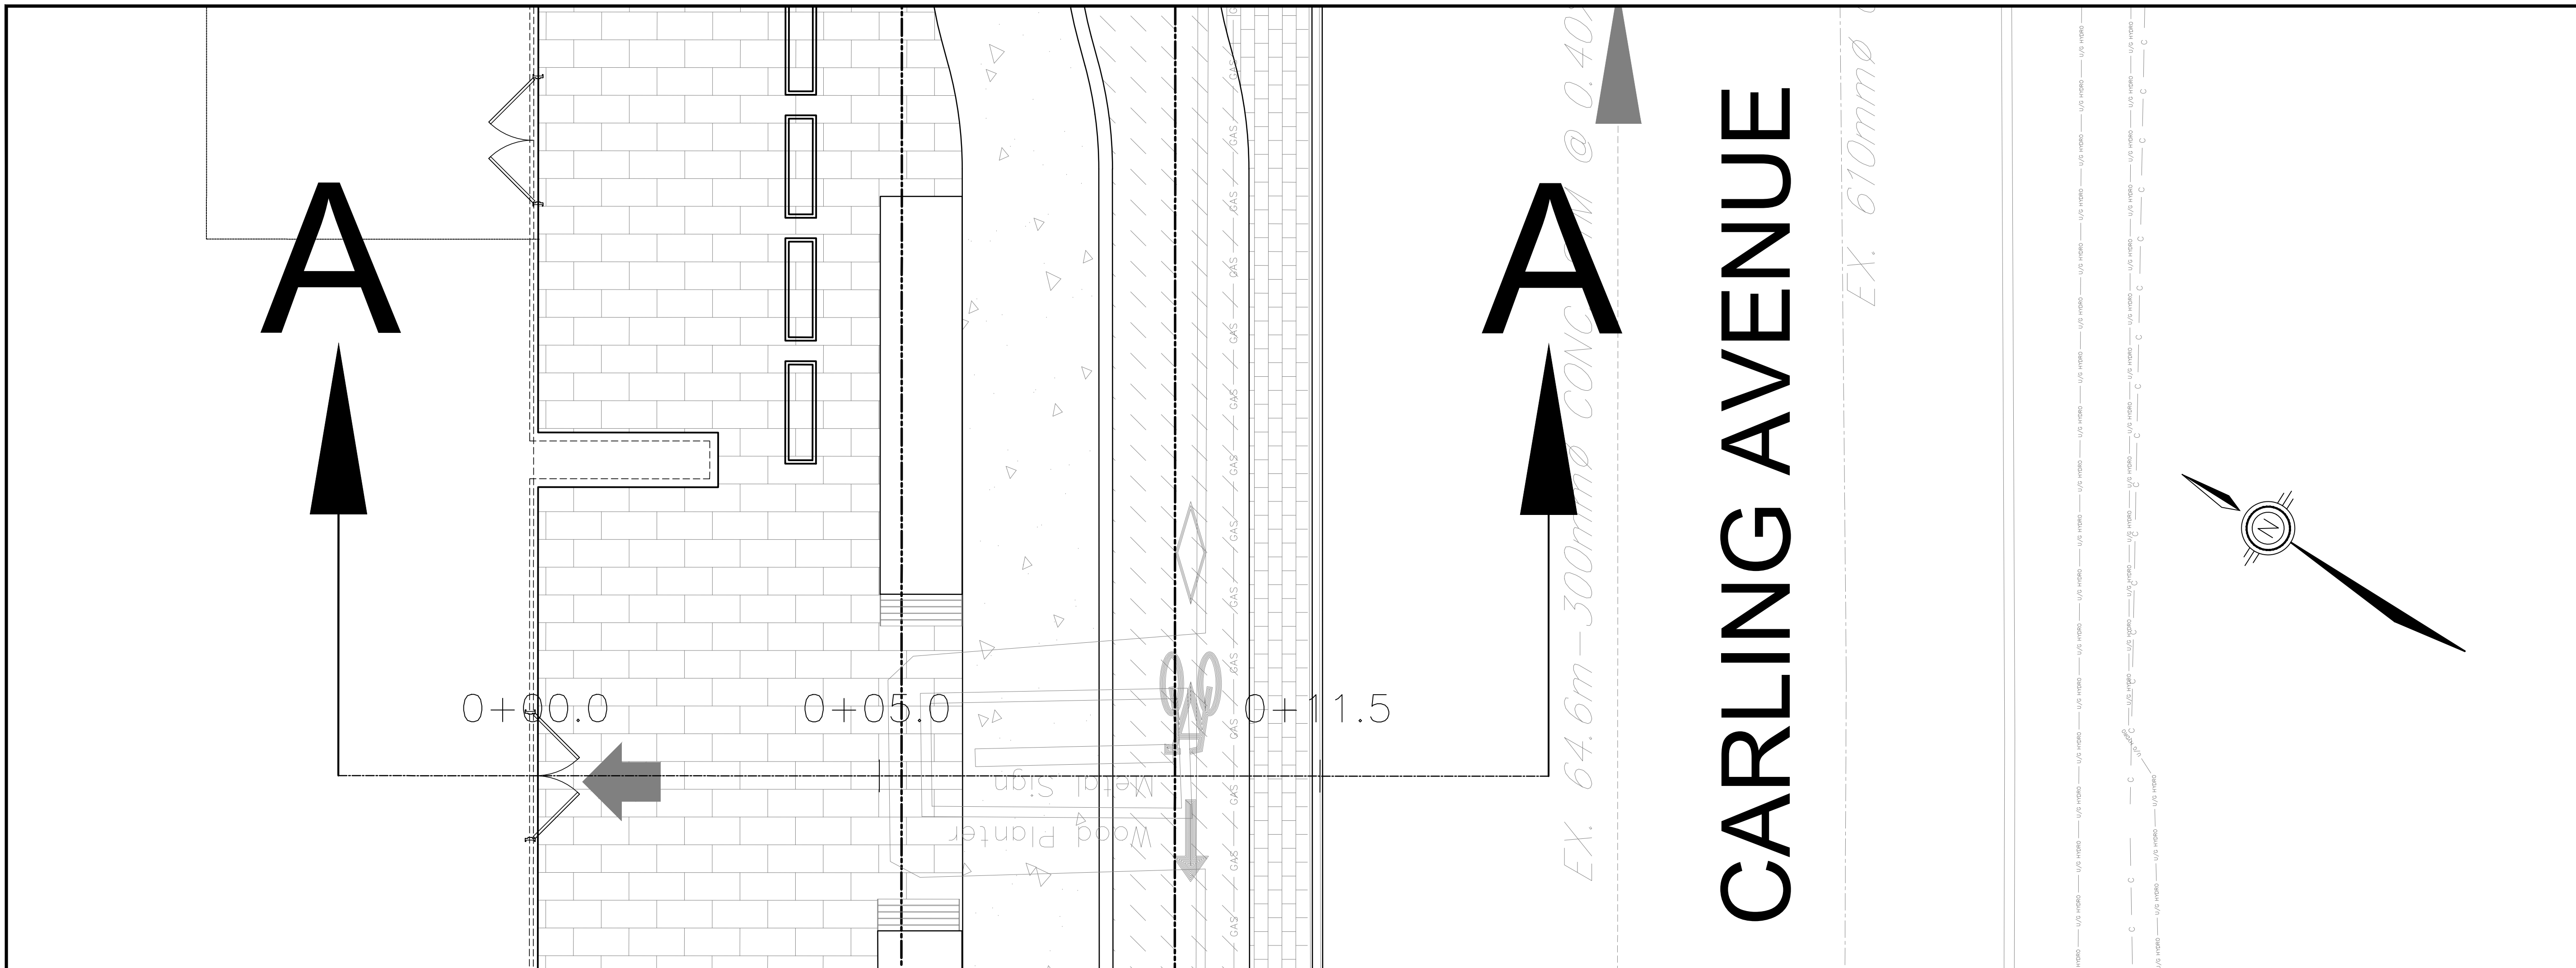 A
A
CARLING AVENUE
EX. 64.6m-300mmØ CONC
@ 0.40
EX. 610mmØ
0+00.0
0+05.0
0+11.5
Metal Sign
Wood Planter
GAS
U/G HYDRO
C
N